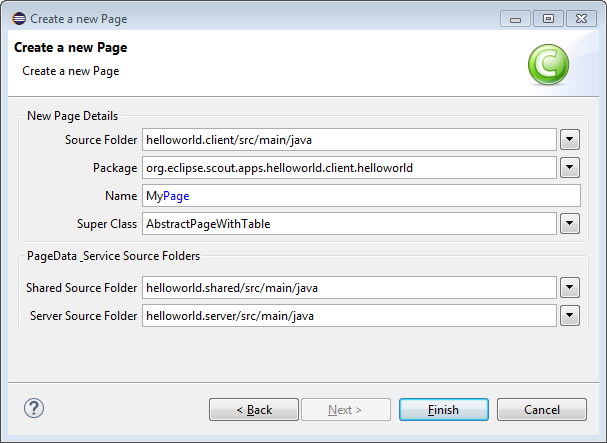 Create a new Page
Create a new Page
Create a new Page
C
New Page Details
Source Folder helloworld.client/src/main/java
Package org.eclipse.scout.apps.helloworld.client.helloworld
Name MyPage
Super Class AbstractPageWithTable
PageData _Service Source Folders
Shared Source Folder helloworld.shared/src/main/java
Server Source Folder helloworld.server/src/main/java
? < Back Next > Finish Cancel